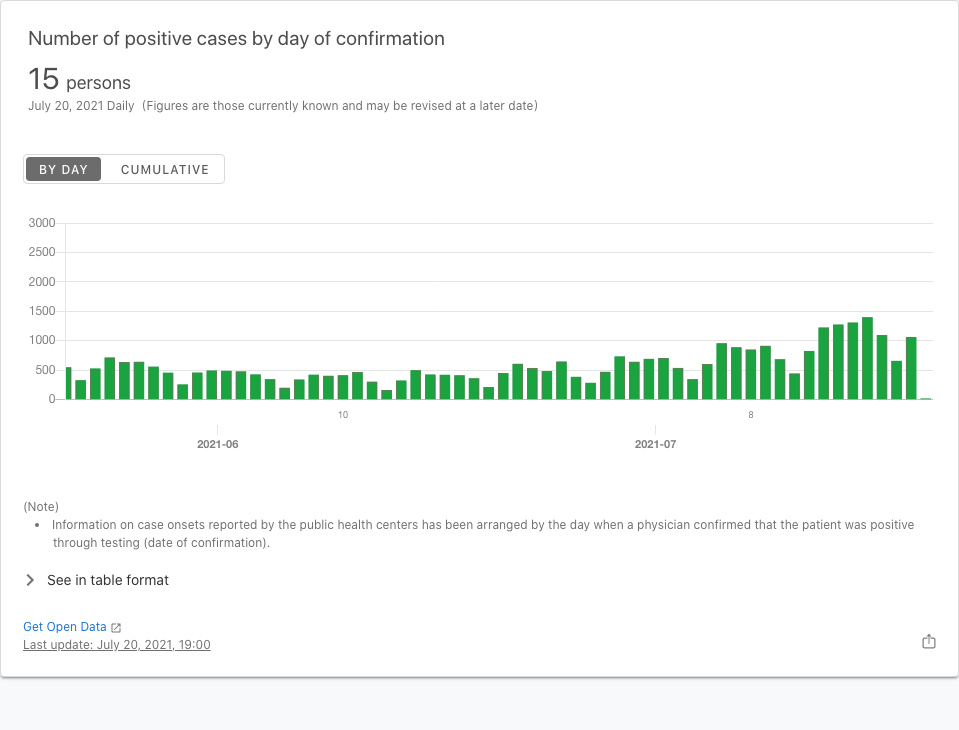 Number of positive cases by day of confirmation
15 persons
July 20, 2021 Daily (Figures are those currently known and may be revised at a later date)
BY DAY CUMULATIVE
3000
2500
2000
1500
1000
500
0
10 8
2021-06 2021-07
(Note)
• Information on case onsets reported by the public health centers has been arranged by the day when a physician confirmed that the patient was positive
through testing (date of confirmation).
See in table format
Get Open Data
Last update: July 20, 2021, 19:00